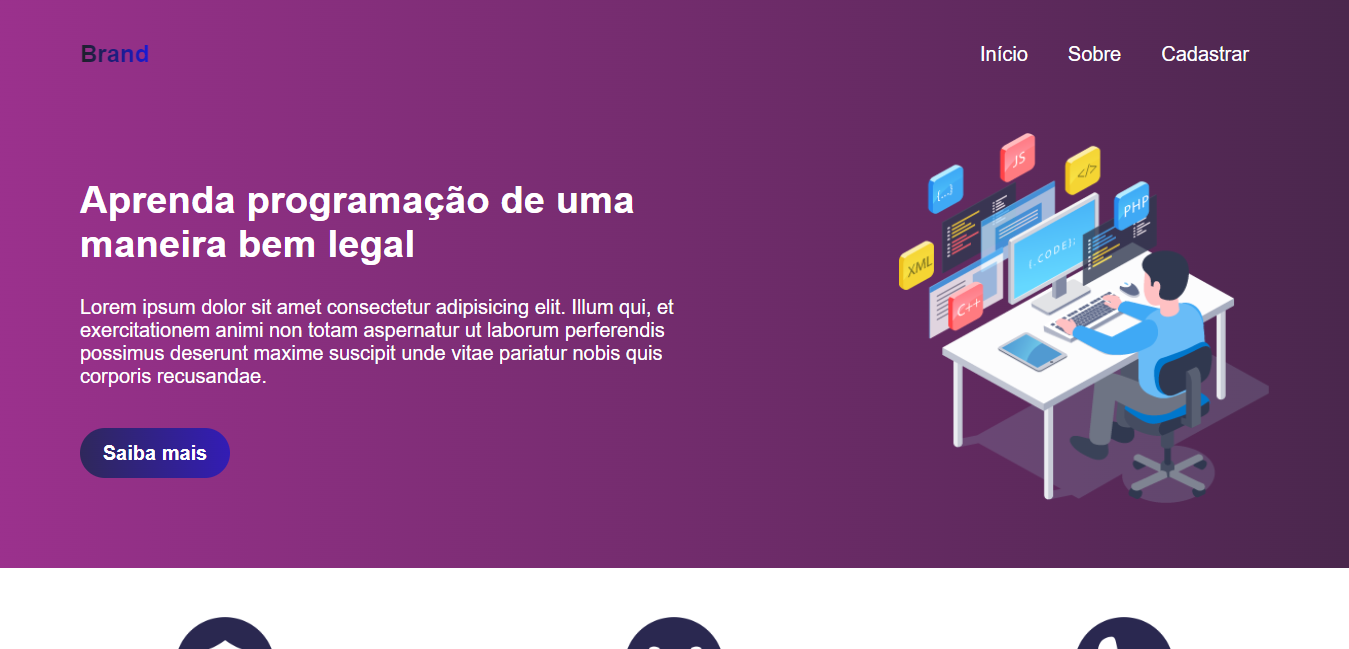 Brand
Início Sobre Cadastrar
Aprenda programação de uma
maneira bem legal
Lorem ipsum dolor sit amet consectetur adipisicing elit. Illum qui, et
exercitationem animi non totam aspernatur ut laborum perferendis
possimus deserunt maxime suscipit unde vitae pariatur nobis quis
corporis recusandae.
Saiba mais
JS
</>
{...}
PHP
{.CODE};
XML
C++